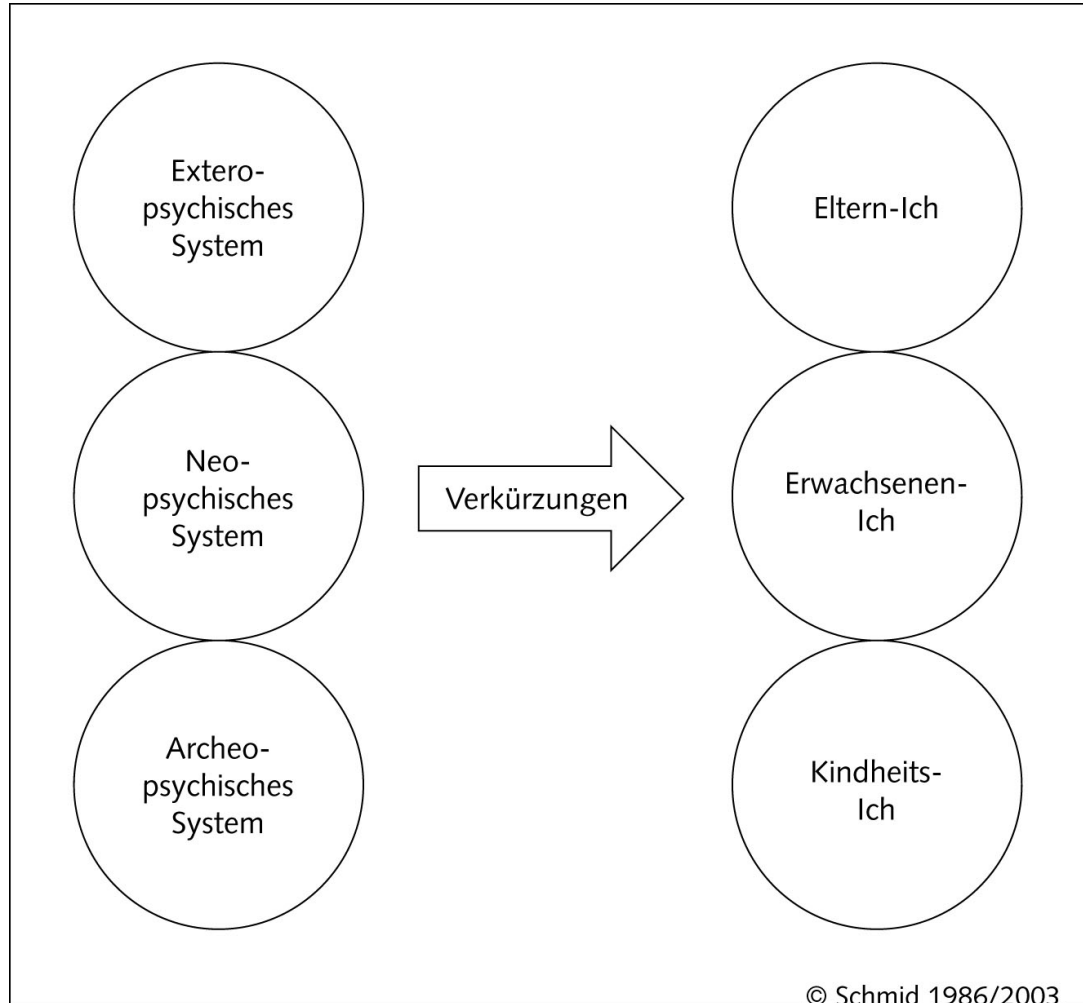 Extero-
psychisches
System
Eltern-Ich
Neo-
psychisches
System
Verkürzungen
Erwachsenen-
Ich
Archeo-
psychisches
System
Kindheits-
Ich
© Schmid 1986/2003